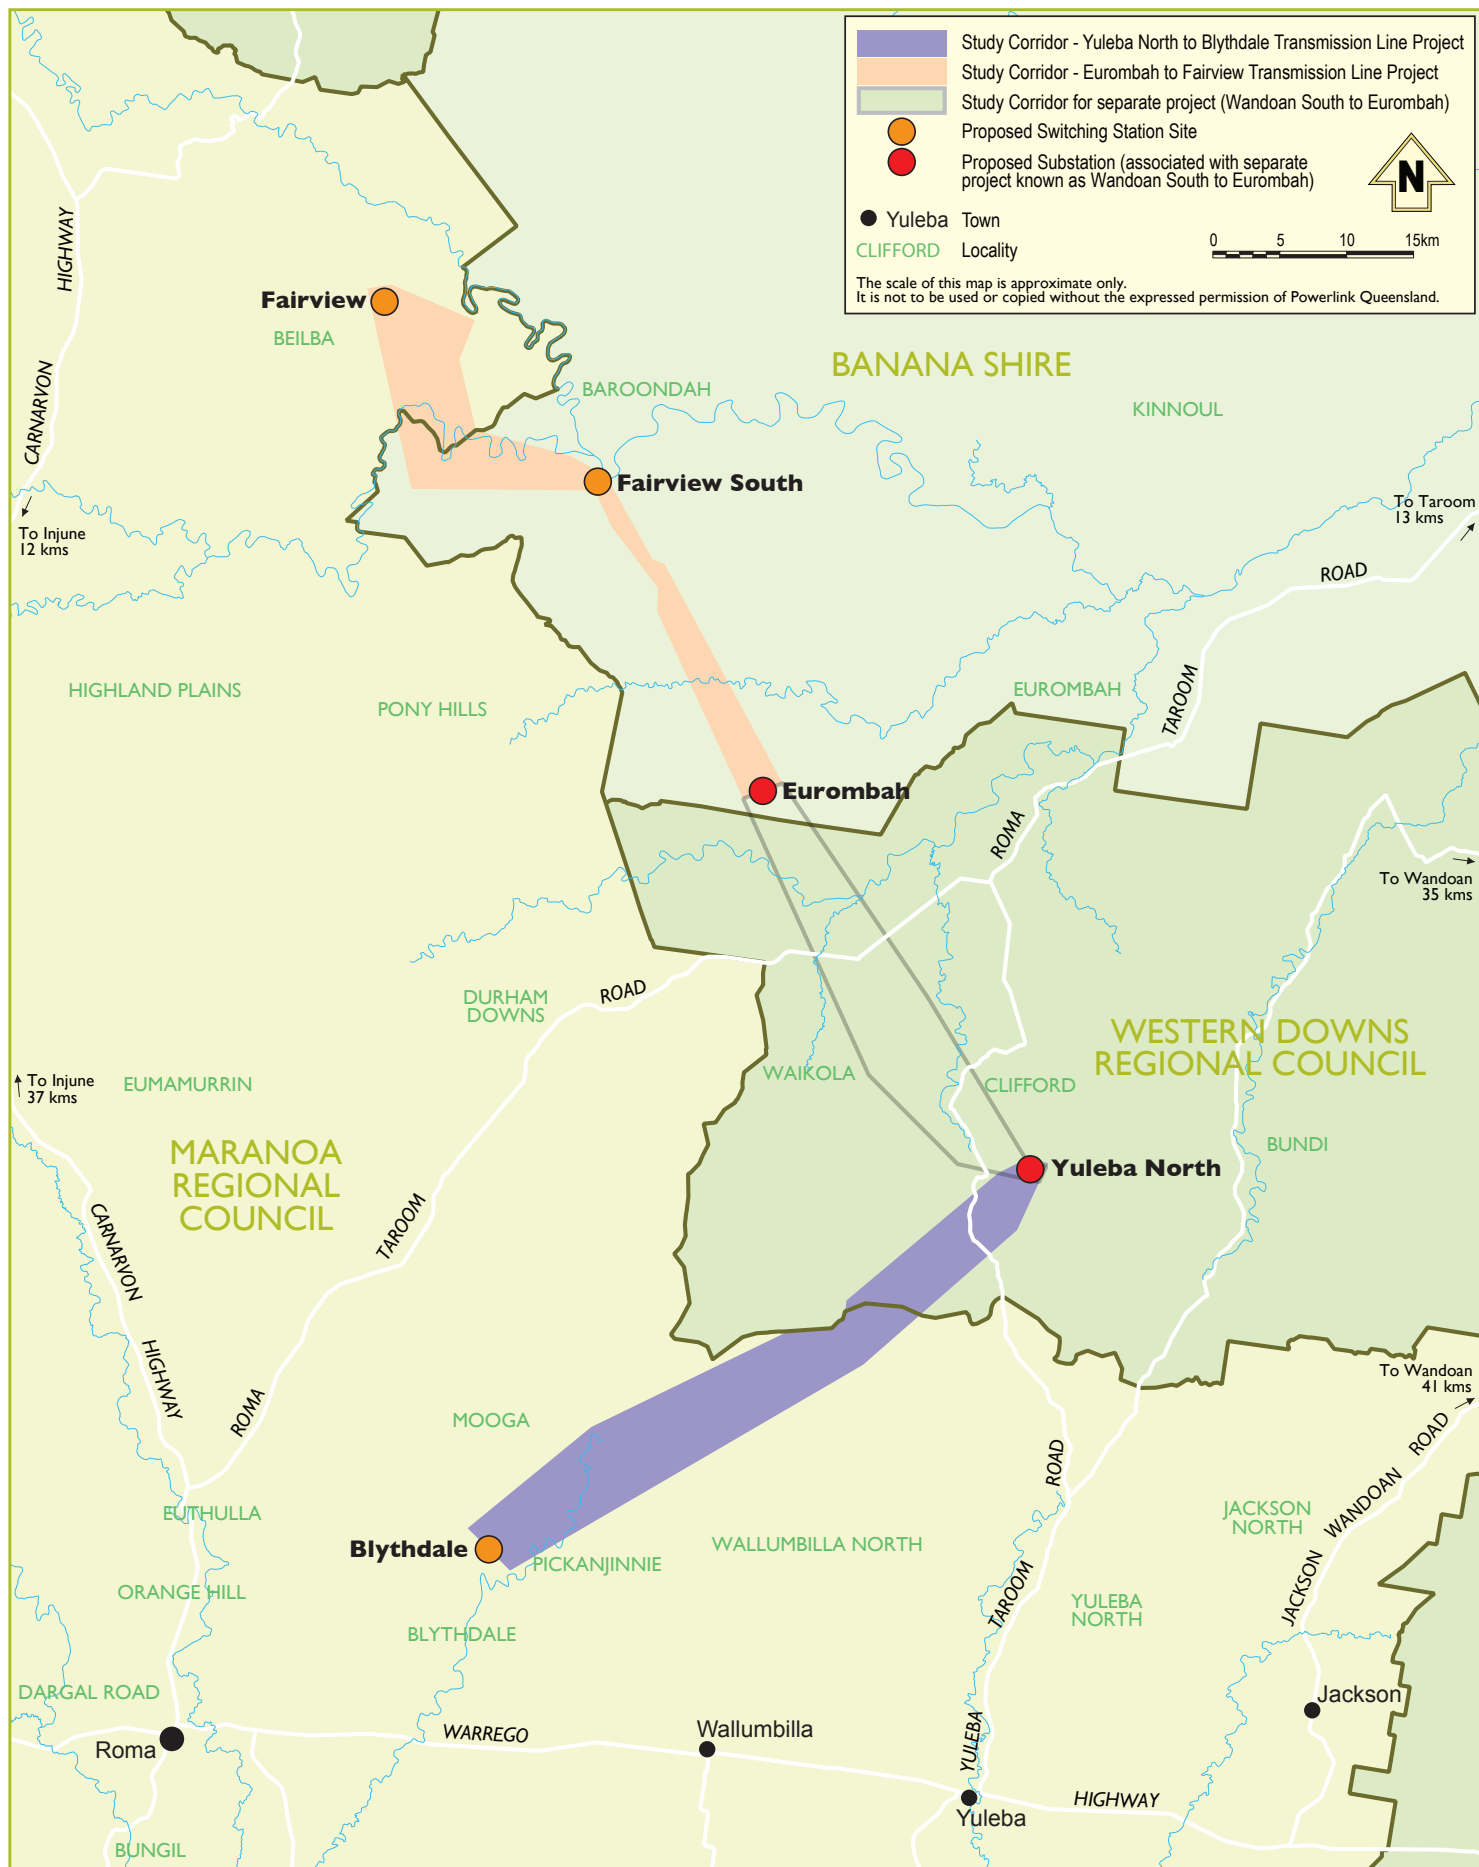 Study Corridor - Yuleba North to Blythdale Transmission Line Project
Study Corridor - Eurombah to Fairview Transmission Line Project
Study Corridor for separate project (Wandoan South to Eurombah)
Proposed Switching Station Site
Proposed Substation (associated with separate
project known as Wandoan South to Eurombah)
N
Yuleba Town
CLIFFORD Locality
0 5 10 15km
The scale of this map is approximate only.
It is not to be used or copied without the expressed permission of Powerlink Queensland.
HIGHWAY
CARNARVON
Fairview
BEILBA
BANANA SHIRE
BAROONDAH
KINNOUL
Fairview South
To Injune
12 kms
To Taroom
13 kms
ROAD
TAROOM
ROMA
HIGHLAND PLAINS
PONY HILLS
EUROMBAH
Eurombah
To Wandoan
35 kms
DURHAM
DOWNS
ROAD
TAROOM
ROMA
WESTERN DOWNS
REGIONAL COUNCIL
WAIKOLA
CLIFFORD
To Injune
37 kms
EUMAMURRIN
MARANOA
REGIONAL
COUNCIL
BUNDI
Yuleba North
CARNARVON
HIGHWAY
To Wandoan
41 kms
MOOGA
ROAD
TAROOM
YULEBA
ROAD
WANDOAN
JACKSON
EUTHULLA
JACKSON
NORTH
Blythdale
PICKANJINNIE
WALLUMBILLA NORTH
ORANGE HILL
YULEBA
NORTH
BLYTHDALE
DARGAL ROAD
Jackson
Roma
WARREGO
Wallumbilla
HIGHWAY
Yuleba
BUNGIL